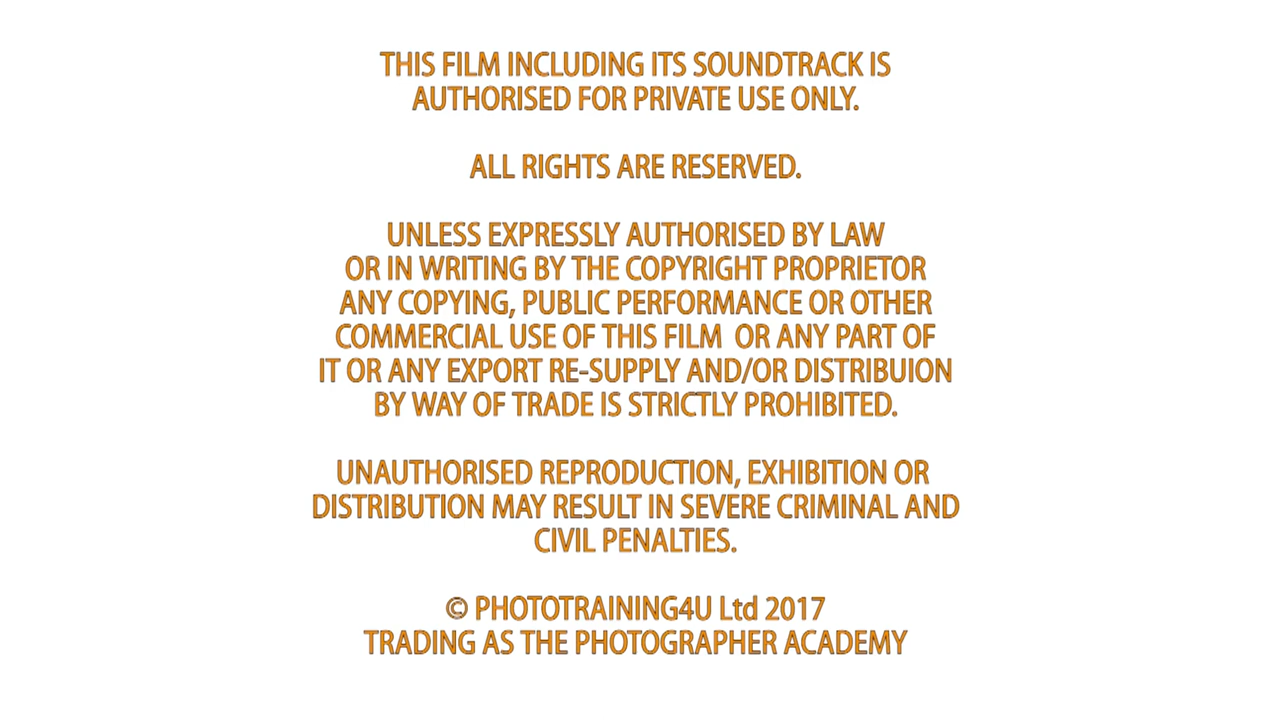 THIS FILM INCLUDING ITS SOUNDTRACK IS
AUTHORISED FOR PRIVATE USE ONLY.
ALL RIGHTS ARE RESERVED.
UNLESS EXPRESSLY AUTHORISED BY LAW
OR IN WRITING BY THE COPYRIGHT PROPRIETOR
ANY COPYING, PUBLIC PERFORMANCE OR OTHER
COMMERCIAL USE OF THIS FILM OR ANY PART OF
IT OR ANY EXPORT RE-SUPPLY AND/OR DISTRIBUION
BY WAY OF TRADE IS STRICTLY PROHIBITED.
UNAUTHORISED REPRODUCTION, EXHIBITION OR
DISTRIBUTION MAY RESULT IN SEVERE CRIMINAL AND
CIVIL PENALTIES.
© PHOTOTRAINING4U Ltd 2017
TRADING AS THE PHOTOGRAPHER ACADEMY